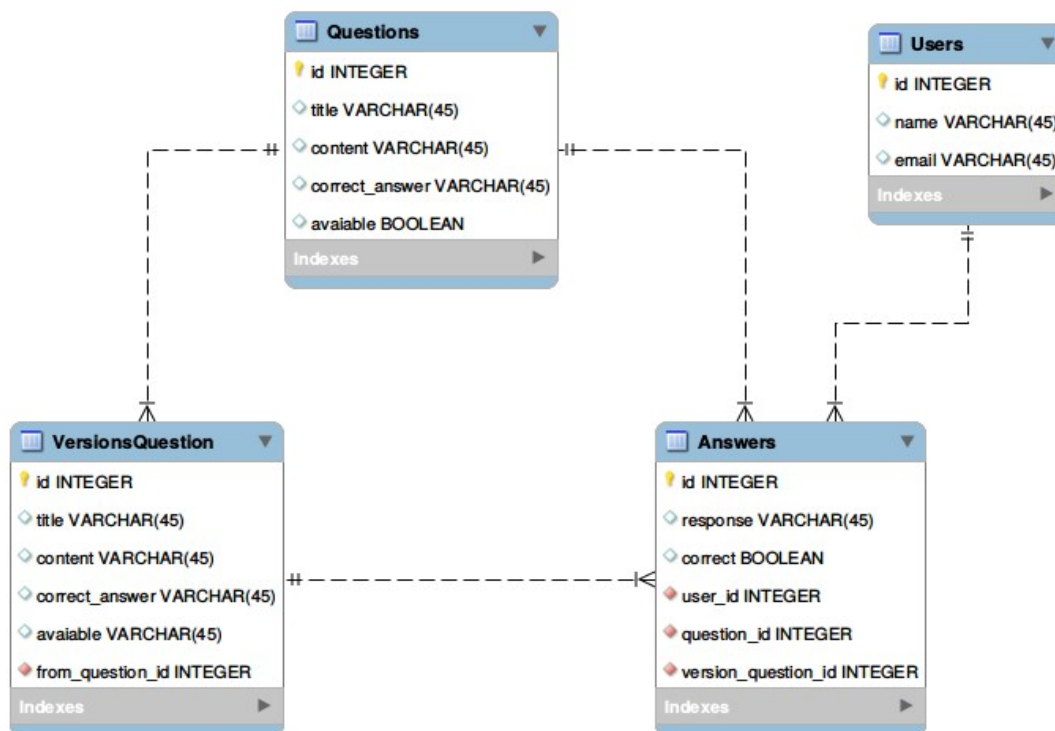 Questions
id INTEGER
title VARCHAR(45)
content VARCHAR(45)
correct_answer VARCHAR(45)
avaiable BOOLEAN
Indexes
Users
id INTEGER
name VARCHAR(45)
email VARCHAR(45)
Indexes
VersionsQuestion
id INTEGER
title VARCHAR(45)
content VARCHAR(45)
correct_answer VARCHAR(45)
avaiable VARCHAR(45)
from_question_id INTEGER
Indexes
Answers
id INTEGER
response VARCHAR(45)
correct BOOLEAN
user_id INTEGER
question_id INTEGER
version_question_id INTEGER
Indexes